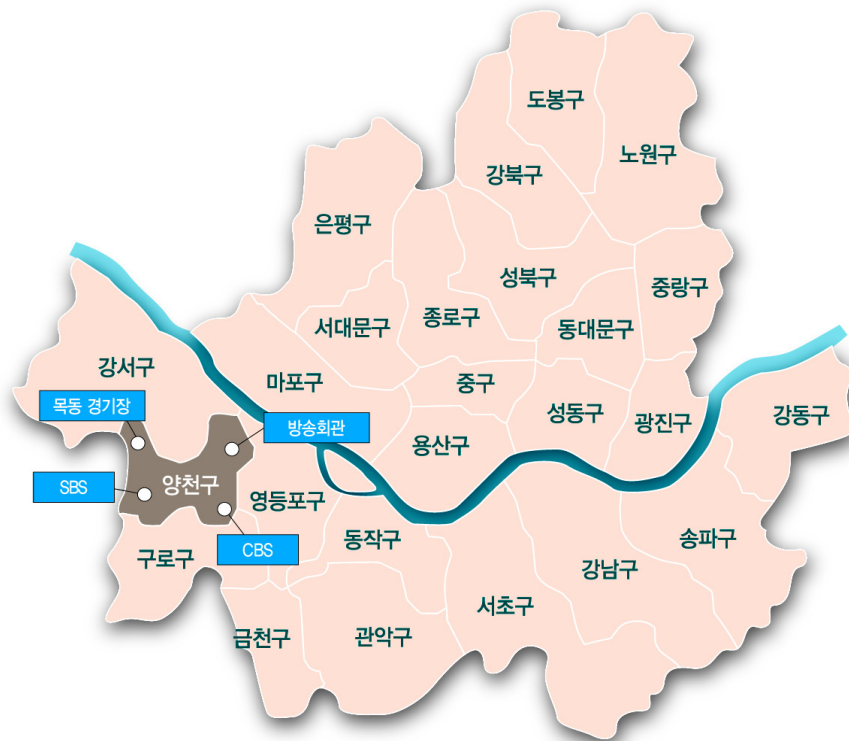 도봉구
노원구
강북구
은평구
성북구
중랑구
서대문구
종로구
동대문구
강서구
마포구
중구
목동 경기장
방송회관
성동구
광진구
강동구
용산구
SBS
양천구
영등포구
동작구
송파구
CBS
구로구
강남구
서초구
금천구
관악구